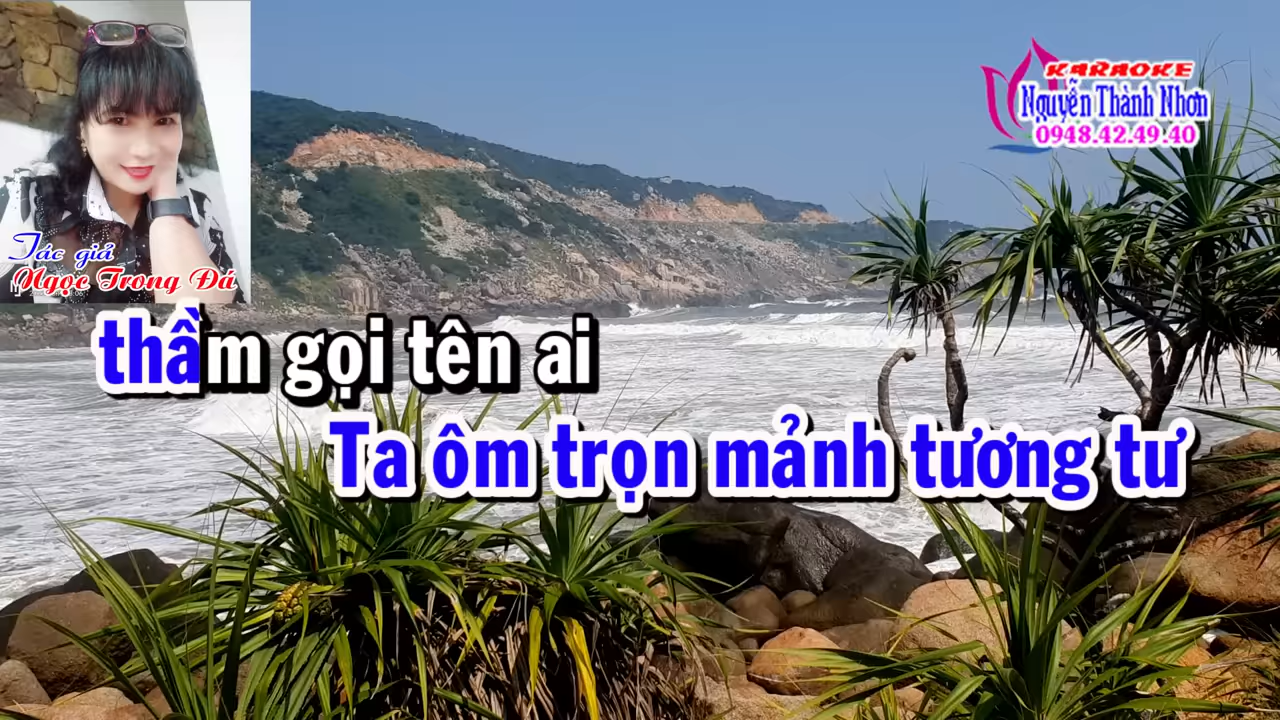 KARAOKE
Nguyễn Thành Nhơn
0948.42.49.40
Tác giả
Ngọc Trong Đá
thầm gọi tên ai
Ta ôm trọn mảnh tương tư